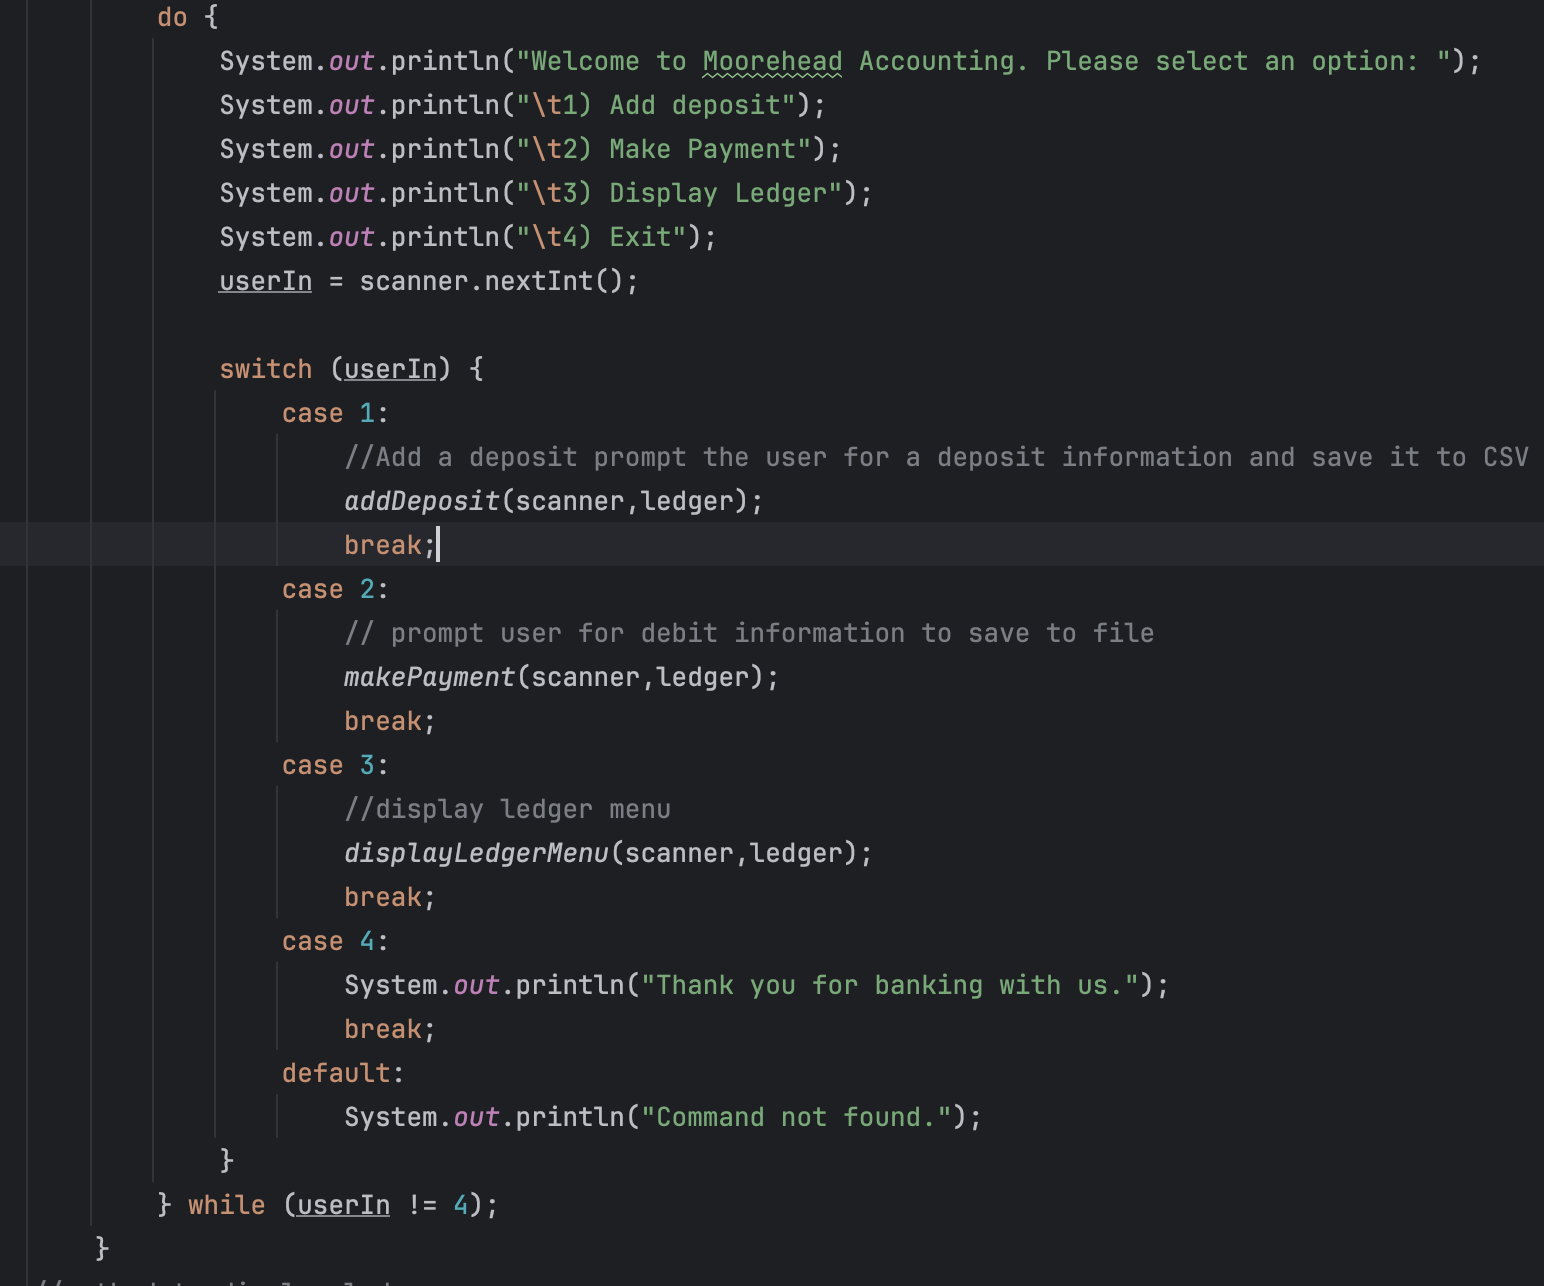 do {
System.out.println("Welcome to Moorehead Accounting. Please select an option: ");
System.out.println("\t1) Add deposit");
System.out.println("\t2) Make Payment");
System.out.println("\t3) Display Ledger");
System.out.println("\t4) Exit");
userIn = scanner.nextInt();
switch (userIn) {
case 1:
//Add a deposit prompt the user for a deposit information and save it to CSV
addDeposit(scanner,ledger);
break;
case 2:
// prompt user for debit information to save to file
makePayment(scanner,ledger);
break;
case 3:
//display ledger menu
displayLedgerMenu(scanner,ledger);
break;
case 4:
System.out.println("Thank you for banking with us.");
break;
default:
System.out.println("Command not found.");
}
} while (userIn != 4);
}